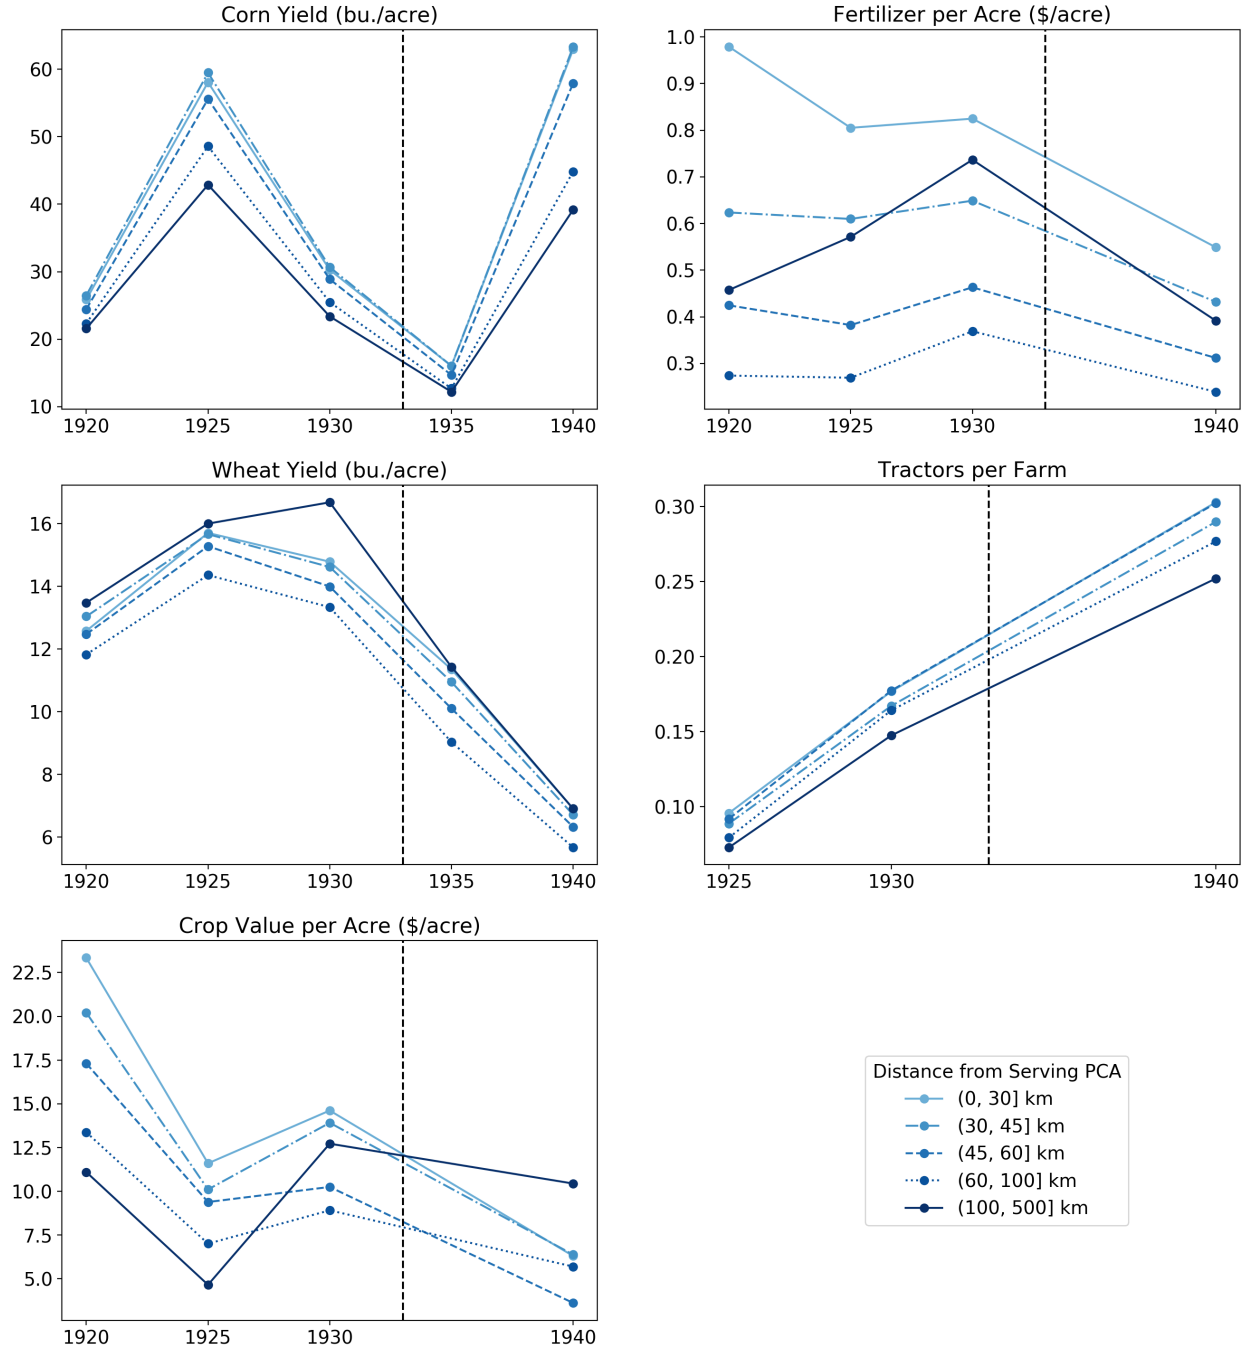 Corn Yield (bu./acre)
60
50
40
30
20
10
1920 1925 1930 1935 1940
Fertilizer per Acre ($/acre)
1.0
0.9
0.8
0.7
0.6
0.5
0.4
0.3
1920 1925 1930 1940
Wheat Yield (bu./acre)
16
14
12
10
8
6
1920 1925 1930 1935 1940
Tractors per Farm
0.30
0.25
0.20
0.15
0.10
1925 1930 1940
Crop Value per Acre ($/acre)
22.5
20.0
17.5
15.0
12.5
10.0
7.5
5.0
1920 1925 1930 1940
Distance from Serving PCA
(0, 30] km
(30, 45] km
(45, 60] km
(60, 100] km
(100, 500] km